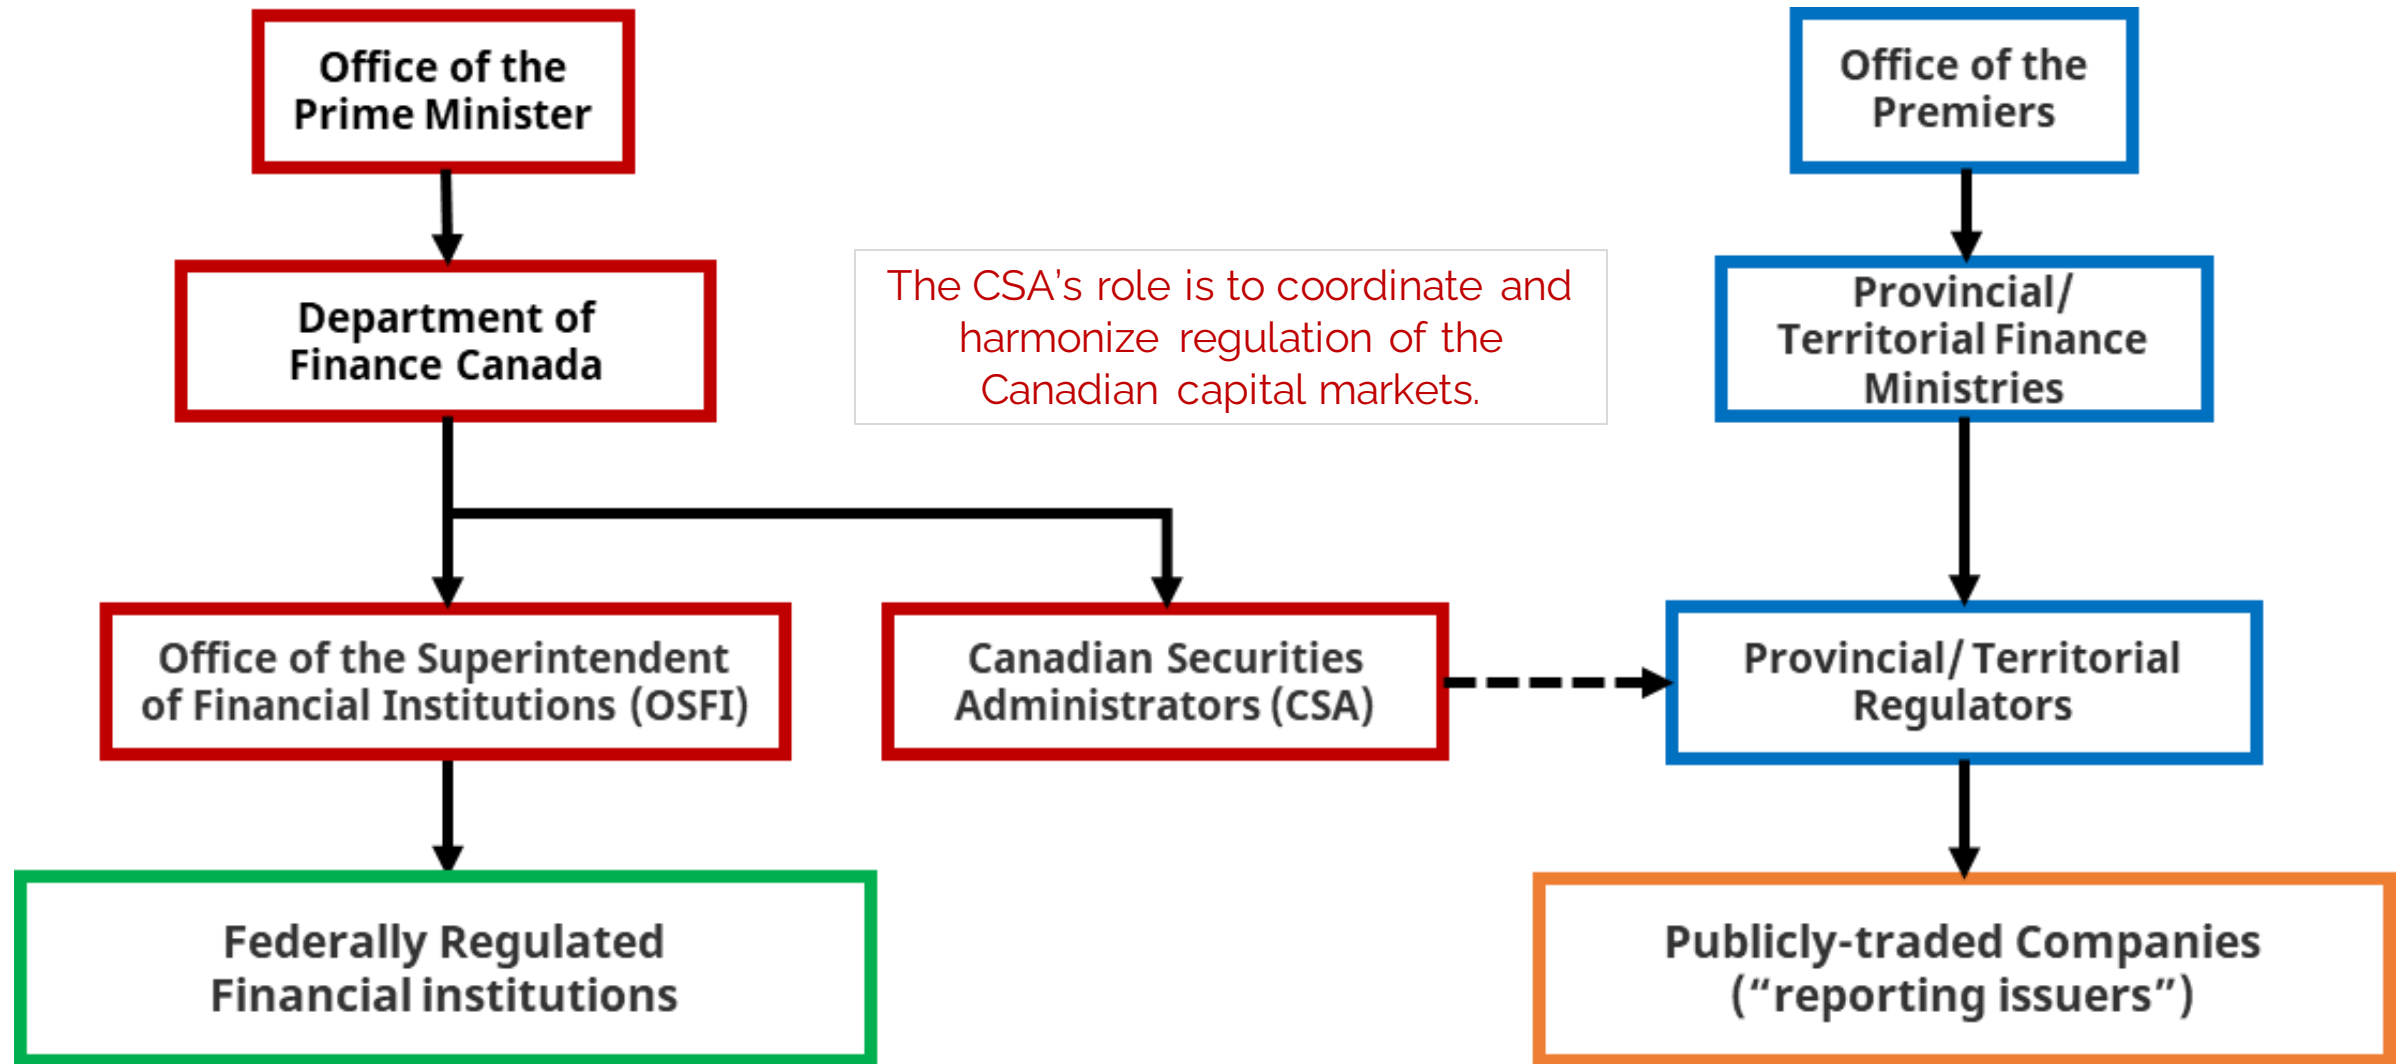 Office of the
Prime Minister
Office of the
Premiers
Department of
Finance Canada
The CSA’s role is to coordinate and
harmonize regulation of the
Canadian capital markets.
Provincial/
Territorial Finance
Ministries
Office of the Superintendent
of Financial Institutions (OSFI)
Canadian Securities
Administrators (CSA)
Provincial/ Territorial
Regulators
Federally Regulated
Financial institutions
Publicly-traded Companies
(“reporting issuers”)